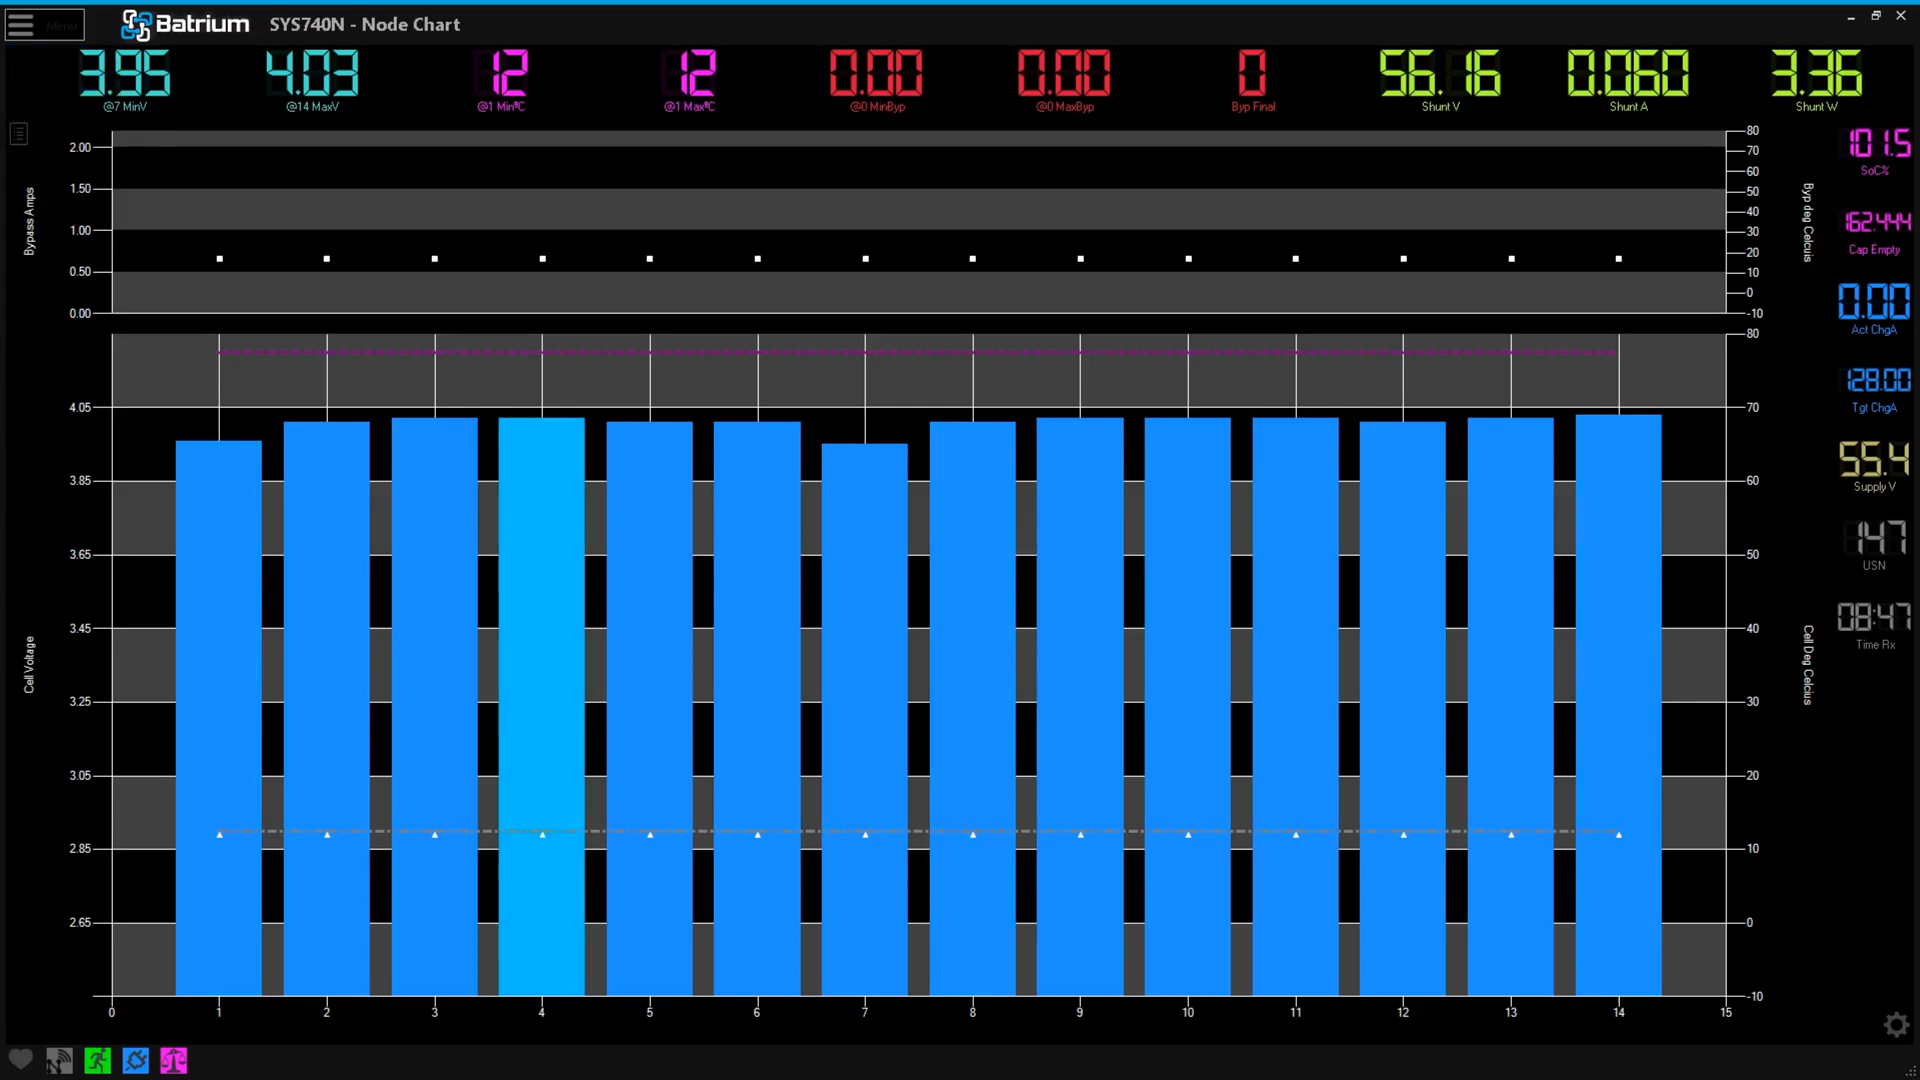 Menu
Batrium
SYS740N - Node Chart
3.95 4.03 12 12 0.00 0.00 0 56.16 0.060 3.36
@7 MinV @14 MaxV @1 Min°C @1 Max°C @0 MinByp @0 MaxByp Byp Final Shunt V Shunt A Shunt W
Bypass Amps
2.00
1.50
1.00
0.50
0.00
80
70
60
50
40
30
20
10
0
-10
Byp deg Celcuis
Cell Voltage
4.05
3.85
3.65
3.45
3.25
3.05
2.85
2.65
80
70
60
50
40
30
20
10
0
-10
Cell Deg Celcius
0 1 2 3 4 5 6 7 8 9 10 11 12 13 14 15
101.5
SoC%
162.444
Cap Empty
0.00
Act ChgA
128.00
Tgt ChgA
55.4
Supply V
147
USN
08:47
Time Rx